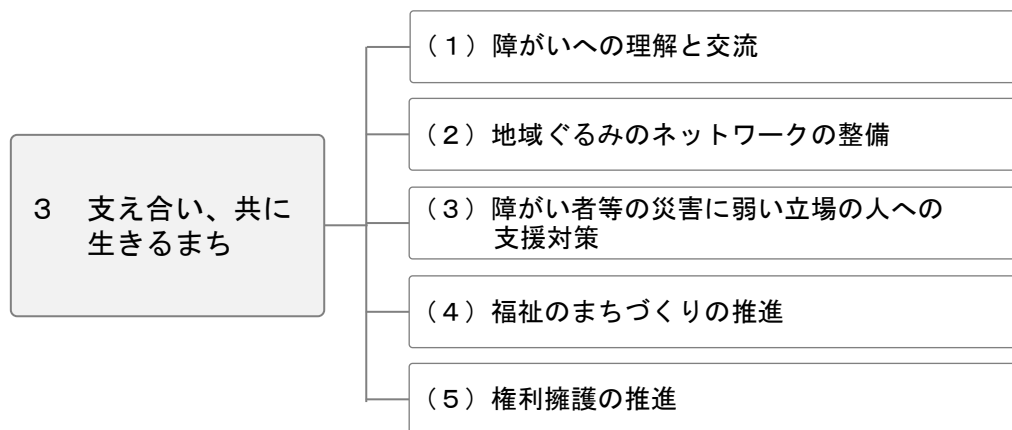 3　支え合い、共に
生きるまち
（１）障がいへの理解と交流
（２）地域ぐるみのネットワークの整備
（３）障がい者等の災害に弱い立場の人への
支援対策
（４）福祉のまちづくりの推進
（５）権利擁護の推進